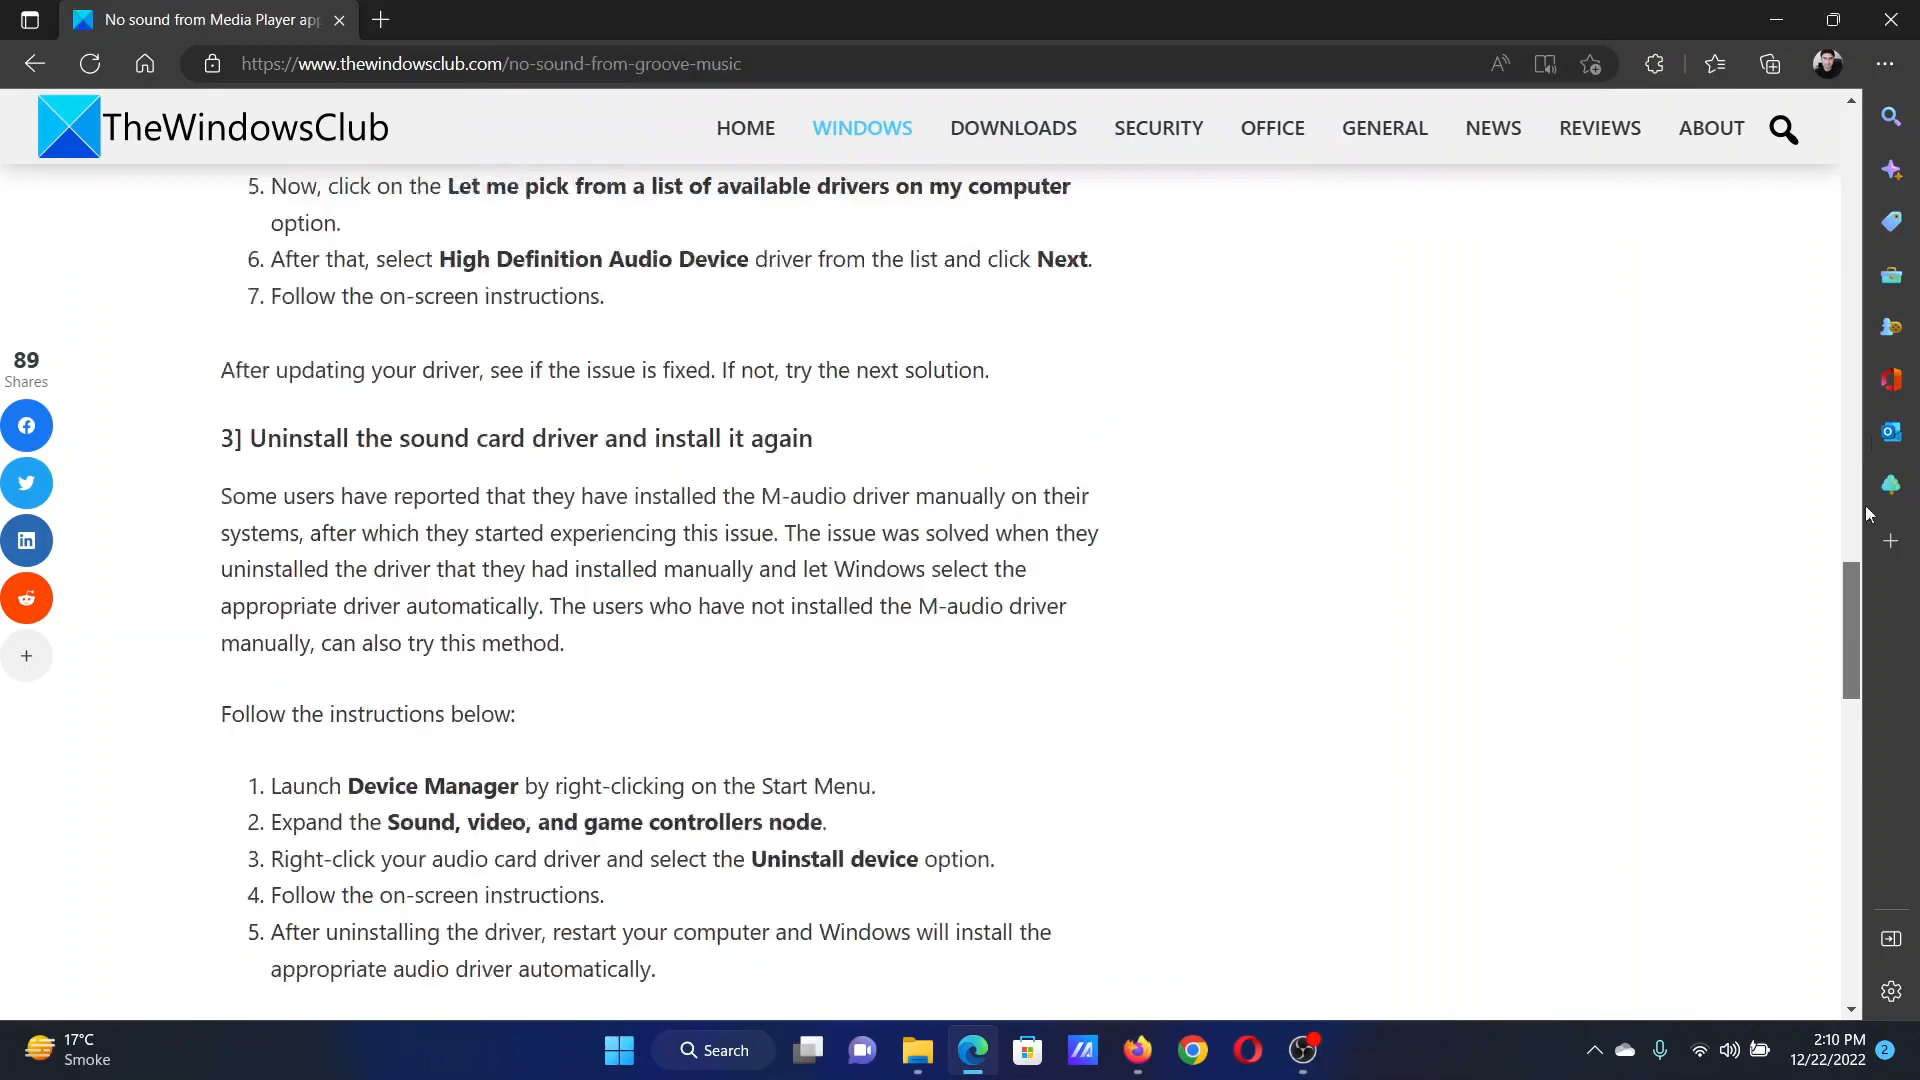 No sound from Media Player ap
https://www.thewindowsclub.com/no-sound-from-groove-music
TheWindowsClub
HOME WINDOWS DOWNLOADS SECURITY OFFICE GENERAL NEWS REVIEWS ABOUT
5. Now, click on the Let me pick from a list of available drivers on my computer
option.
6. After that, select High Definition Audio Device driver from the list and click Next.
7. Follow the on-screen instructions.
89
Shares
After updating your driver, see if the issue is fixed. If not, try the next solution.
3] Uninstall the sound card driver and install it again
Some users have reported that they have installed the M-audio driver manually on their
systems, after which they started experiencing this issue. The issue was solved when they
uninstalled the driver that they had installed manually and let Windows select the
appropriate driver automatically. The users who have not installed the M-audio driver
manually, can also try this method.
Follow the instructions below:
1. Launch Device Manager by right-clicking on the Start Menu.
2. Expand the Sound, video, and game controllers node.
3. Right-click your audio card driver and select the Uninstall device option.
4. Follow the on-screen instructions.
5. After uninstalling the driver, restart your computer and Windows will install the
appropriate audio driver automatically.
17°C
Smoke
Search
2:10 PM
12/22/2022
2